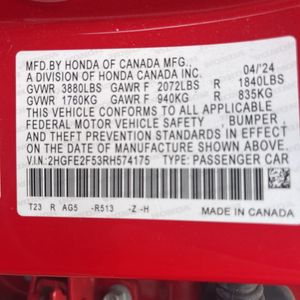 MFD.BY HONDA OF CANADA MFG., 04/'24
A DIVISION OF HONDA CANADA INC.
GVWR 3880LBS GAWR F 2072LBS R 1840LBS
GVWR 1760KG GAWR F 940KG R 835KG
THIS VEHICLE CONFORMS TO ALL APPLICABLE
FEDERAL MOTOR VEHICLE SAFETY , BUMPER ,
AND THEFT PREVENTION STANDARDS IN EFFECT
ON THE DATE OF MANUFACTURE SHOWN ABOVE.
V.I.N:2HGFE2F53RH574175 TYPE:PASSENGER CAR
T23 R AG5 -R513 -Z -H
MADE IN CANADA